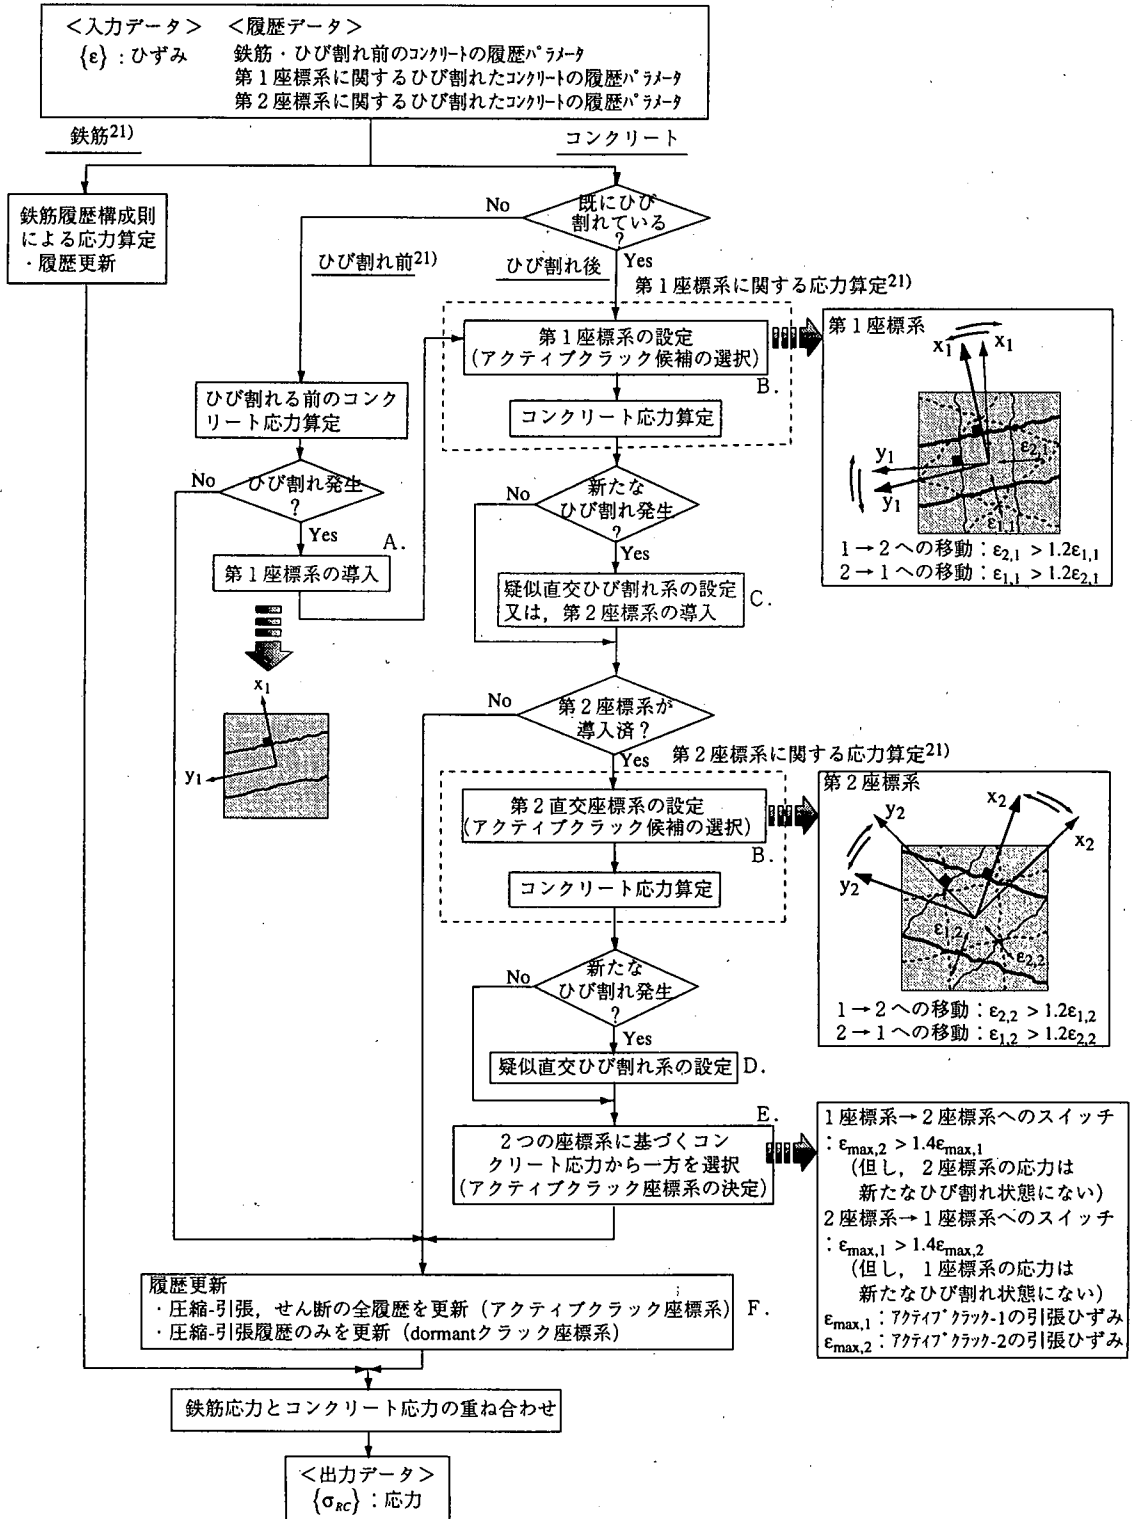 <入力データ> <履歴データ>
{ε}:ひずみ 鉄筋・ひび割れ前のコンクリートの履歴パラメータ
第1座標系に関するひび割れたコンクリートの履歴パラメータ
第2座標系に関するひび割れたコンクリートの履歴パラメータ
鉄筋21)
コンクリート
鉄筋履歴構成則
による応力算定
・履歴更新
既にひび
割れている
?
No
Yes
ひび割れ前21)
ひび割れ後
第1座標系に関する応力算定21)
第1座標系の設定
(アクティブクラック候補の選択)
B.
コンクリート応力算定
第1座標系
x1
x1
y1
y1
ε2,1
ε1,1
1→2への移動:ε2,1 > 1.2ε1,1
2→1への移動:ε1,1 > 1.2ε2,1
ひび割れる前のコンク
リート応力算定
No
ひび割れ発生
?
Yes
A.
第1座標系の導入
x1
y1
No
新たな
ひび割れ発生
?
Yes
疑似直交ひび割れ系の設定
又は,第2座標系の導入
C.
No
第2座標系が
導入済?
Yes
第2座標系に関する応力算定21)
第2直交座標系の設定
(アクティブクラック候補の選択)
B.
コンクリート応力算定
第2座標系
x2
y2
x2
y2
ε1,2
ε2,2
1→2への移動:ε2,2 > 1.2ε1,2
2→1への移動:ε1,2 > 1.2ε2,2
No
新たな
ひび割れ発生
?
Yes
疑似直交ひび割れ系の設定
D.
E.
2つの座標系に基づくコン
クリート応力から一方を選択
(アクティブクラック座標系の決定)
1座標系→2座標系へのスイッチ
:εmax,2 > 1.4εmax,1
(但し,2座標系の応力は
新たなひび割れ状態にない)
2座標系→1座標系へのスイッチ
:εmax,1 > 1.4εmax,2
(但し,1座標系の応力は
新たなひび割れ状態にない)
εmax,1:アクティブクラック-1の引張ひずみ
εmax,2:アクティブクラック-2の引張ひずみ
履歴更新
・圧縮-引張,せん断の全履歴を更新(アクティブクラック座標系)
・圧縮-引張履歴のみを更新(dormantクラック座標系)
F.
鉄筋応力とコンクリート応力の重ね合わせ
<出力データ>
{σRC}:応力